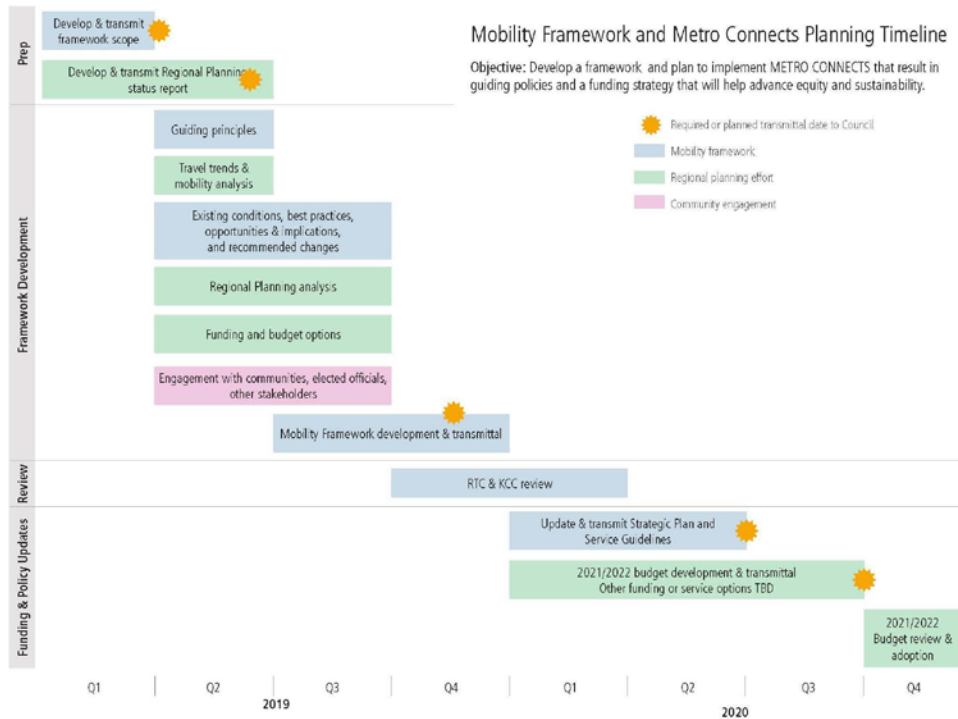 Mobility Framework and Metro Connects Planning Timeline
Objective: Develop a framework and plan to implement METRO CONNECTS that result in
guiding policies and a funding strategy that will help advance equity and sustainability.
Required or planned transmittal date to Council
Mobility framework
Regional planning effort
Community engagement
Prep
Develop & transmit
framework scope
Develop & transmit Regional Planning
status report
Framework Development
Guiding principles
Travel trends &
mobility analysis
Existing conditions, best practices,
opportunities & implications,
and recommended changes
Regional Planning analysis
Funding and budget options
Engagement with communities, elected officials,
other stakeholders
Mobility Framework development & transmittal
Review
RTC & KCC review
Funding & Policy Updates
Update & transmit Strategic Plan and
Service Guidelines
2021/2022 budget development & transmittal
Other funding or service options TBD
2021/2022
Budget review &
adoption
Q1 Q2 Q3 Q4 Q1 Q2 Q3 Q4
2019 2020